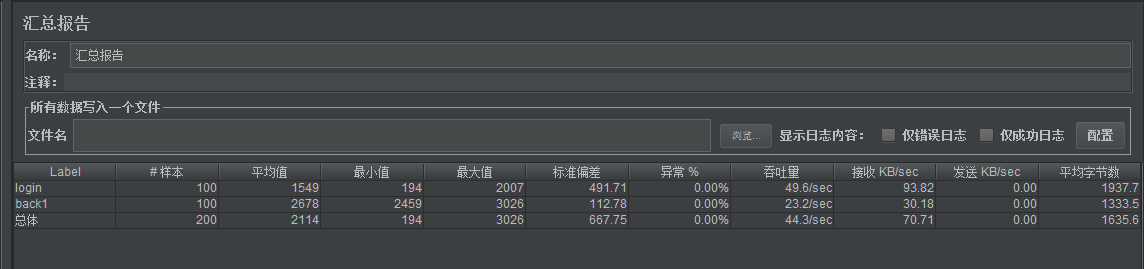 汇总报告
名称： 汇总报告
注释：
所有数据写入一个文件
文件名 浏览... 显示日志内容： 仅错误日志 仅成功日志 配置
Label # 样本 平均值 最小值 最大值 标准偏差 异常 % 吞吐量 接收 KB/sec 发送 KB/sec 平均字节数
login 100 1549 194 2007 491.71 0.00% 49.6/sec 93.82 0.00 1937.7
back1 100 2678 2459 3026 112.78 0.00% 23.2/sec 30.18 0.00 1333.5
总体 200 2114 194 3026 667.75 0.00% 44.3/sec 70.71 0.00 1635.6